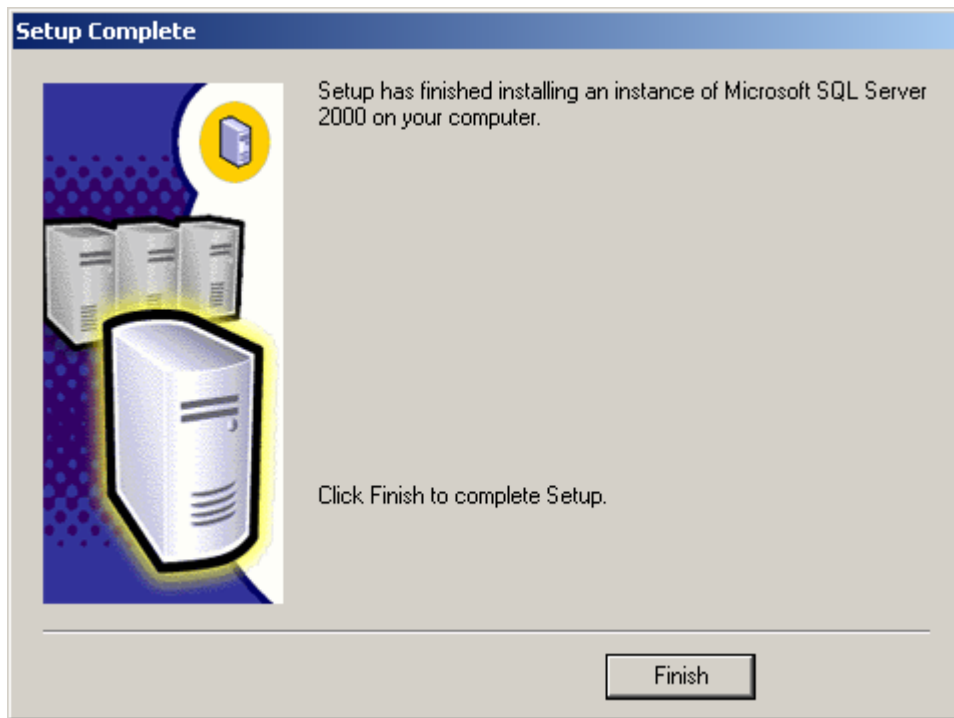 Setup Complete
Setup has finished installing an instance of Microsoft SQL Server
2000 on your computer.
Click Finish to complete Setup.
Finish